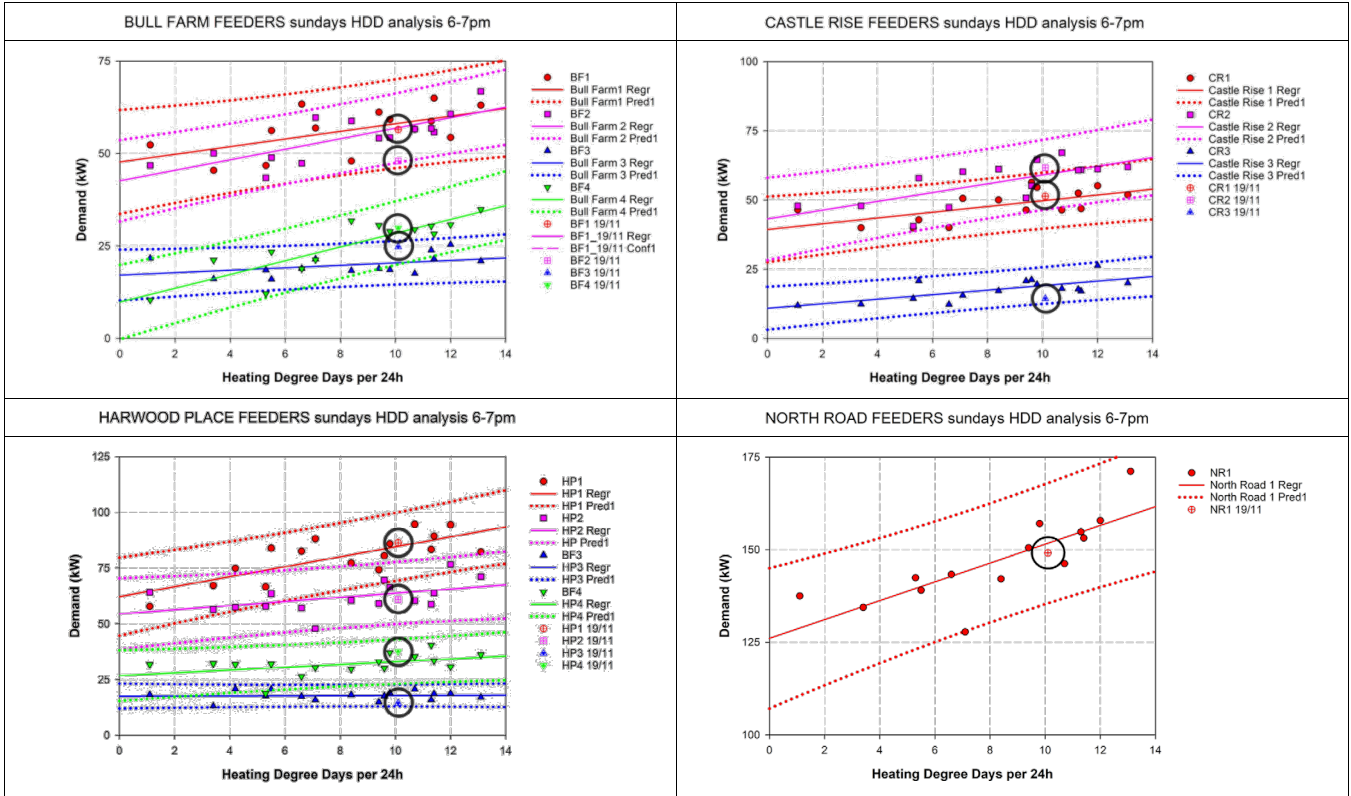 BULL FARM FEEDERS sundays HDD analysis 6-7pm
75
50
25
0
Demand (kW)
0 2 4 6 8 10 12 14
Heating Degree Days per 24h
BF1
Bull Farm1 Regr
Bull Farm1 Pred1
BF2
Bull Farm 2 Regr
Bull Farm 2 Pred1
BF3
Bull Farm 3 Regr
Bull Farm 3 Pred1
BF4
Bull Farm 4 Regr
Bull Farm 4 Pred1
BF1 19/11
BF1_19/11 Regr
BF1_19/11 Conf1
BF2 19/11
BF3 19/11
BF4 19/11
CASTLE RISE FEEDERS sundays HDD analysis 6-7pm
100
75
50
25
0
Demand (kW)
0 2 4 6 8 10 12 14
Heating Degree Days per 24h
CR1
Castle Rise 1 Regr
Castle Rise 1 Pred1
CR2
Castle Rise 2 Regr
Castle Rise 2 Pred1
CR3
Castle Rise 3 Regr
Castle Rise 3 Pred1
CR1 19/11
CR2 19/11
CR3 19/11
HARWOOD PLACE FEEDERS sundays HDD analysis 6-7pm
125
100
75
50
25
0
Demand (kW)
0 2 4 6 8 10 12 14
Heating Degree Days per 24h
HP1
HP1 Regr
HP1 Pred1
HP2
HP2 Regr
HP Pred1
BF3
HP3 Regr
HP3 Pred1
BF4
HP4 Regr
HP4 Pred1
HP1 19/11
HP2 19/11
HP3 19/11
HP4 19/11
NORTH ROAD FEEDERS sundays HDD analysis 6-7pm
175
150
125
100
Demand (kW)
0 2 4 6 8 10 12 14
Heating Degree Days per 24h
NR1
North Road 1 Regr
North Road 1 Pred1
NR1 19/11